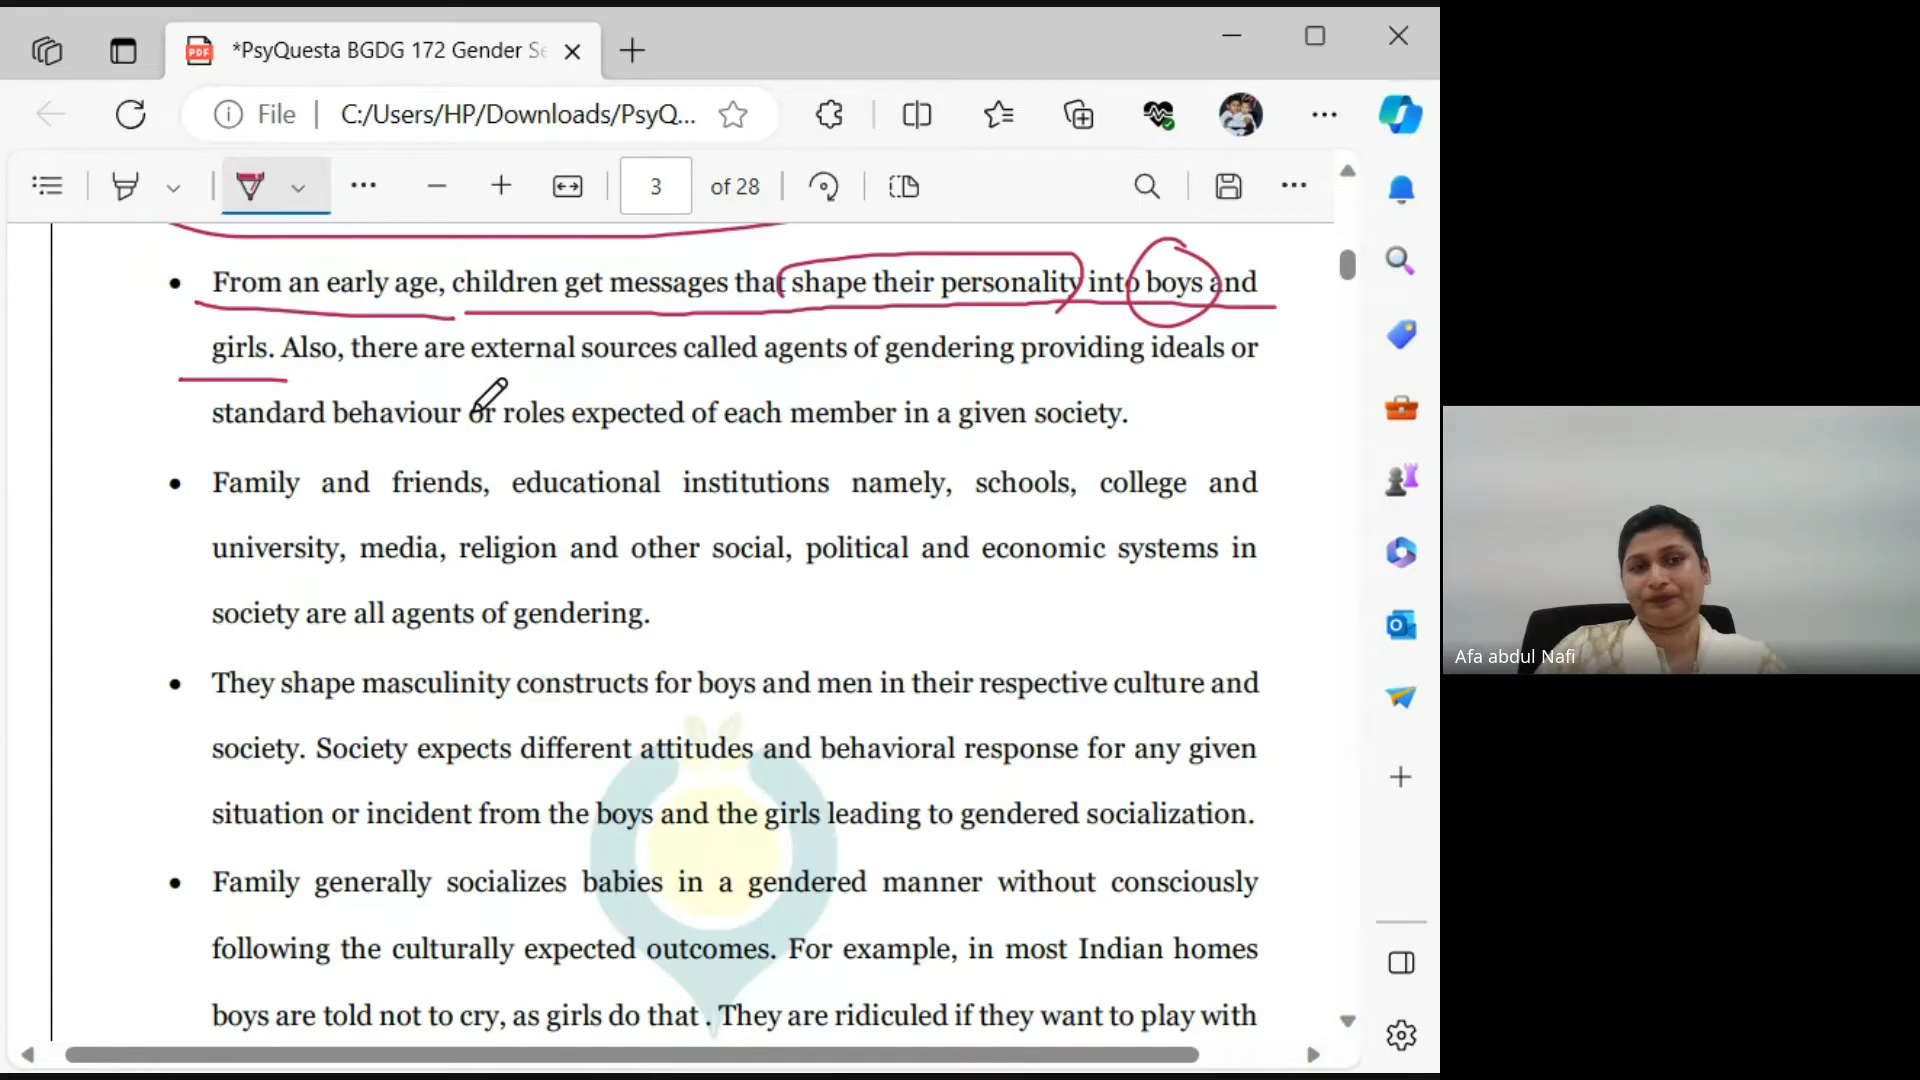 *PsyQuesta BGDG 172 Gender Se
File
C:/Users/HP/Downloads/PsyQ...
3 of 28
From an early age, children get messages that shape their personality into boys and
girls. Also, there are external sources called agents of gendering providing ideals or
standard behaviour or roles expected of each member in a given society.
Family and friends, educational institutions namely, schools, college and
university, media, religion and other social, political and economic systems in
society are all agents of gendering.
They shape masculinity constructs for boys and men in their respective culture and
society. Society expects different attitudes and behavioral response for any given
situation or incident from the boys and the girls leading to gendered socialization.
Family generally socializes babies in a gendered manner without consciously
following the culturally expected outcomes. For example, in most Indian homes
boys are told not to cry, as girls do that . They are ridiculed if they want to play with
Afa abdul Nafi